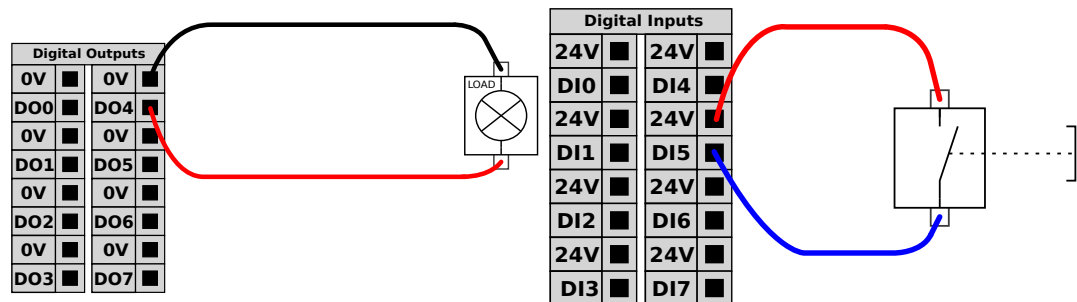 Digital Outputs
0V 0V
DO0 DO4
0V 0V
DO1 DO5
0V 0V
DO2 DO6
0V 0V
DO3 DO7
LOAD
Digital Inputs
24V 24V
DI0 DI4
24V 24V
DI1 DI5
24V 24V
DI2 DI6
24V 24V
DI3 DI7